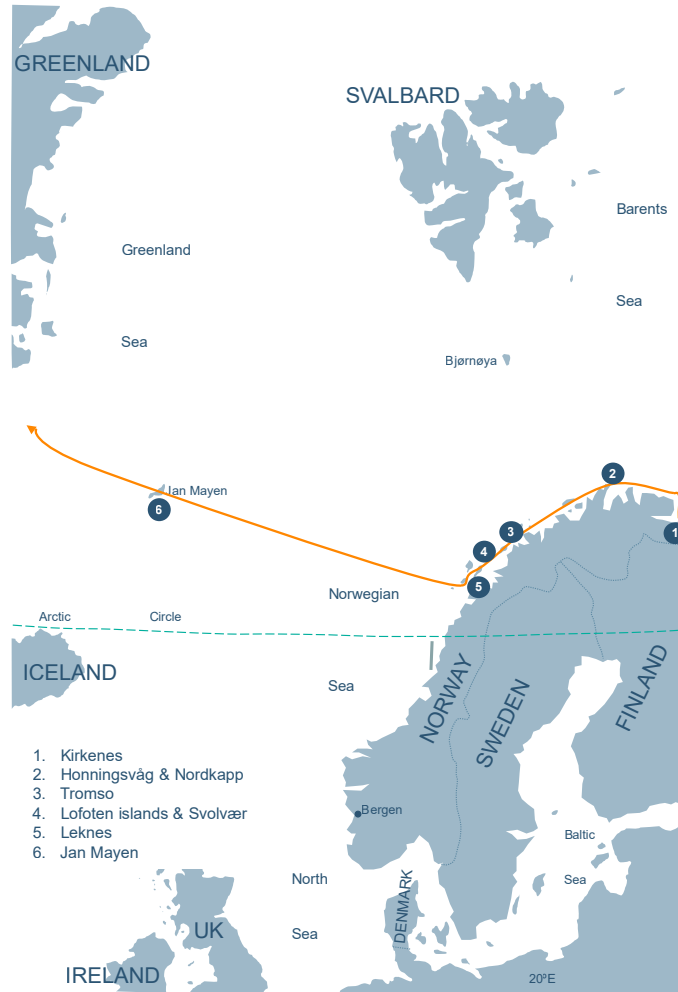 GREENLAND
SVALBARD
Barents
Greenland
Sea
Sea
Bjørnøya
2
Jan Mayen
6
3
1
4
5
Norwegian
Arctic Circle
ICELAND
Sea
NORWAY
SWEDEN
FINLAND
1. Kirkenes
2. Honningsvåg & Nordkapp
3. Tromso
4. Lofoten islands & Svolvær
5. Leknes
6. Jan Mayen
Bergen
Baltic
Sea
North
Sea
DENMARK
UK
IRELAND
20ºE